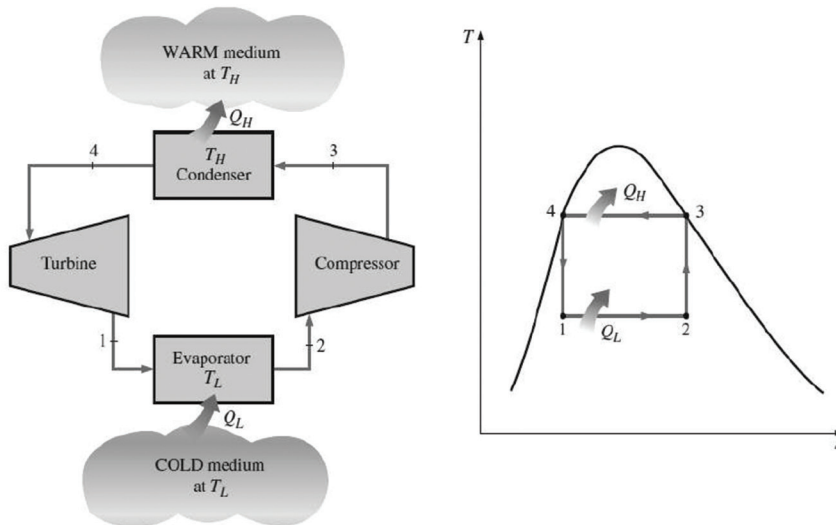 WARM medium
at T_H
Q_H
4
T_H
Condenser
3
Turbine
Compressor
1
Evaporator
T_L
2
Q_L
COLD medium
at T_L
T
4
Q_H
3
1
Q_L
2